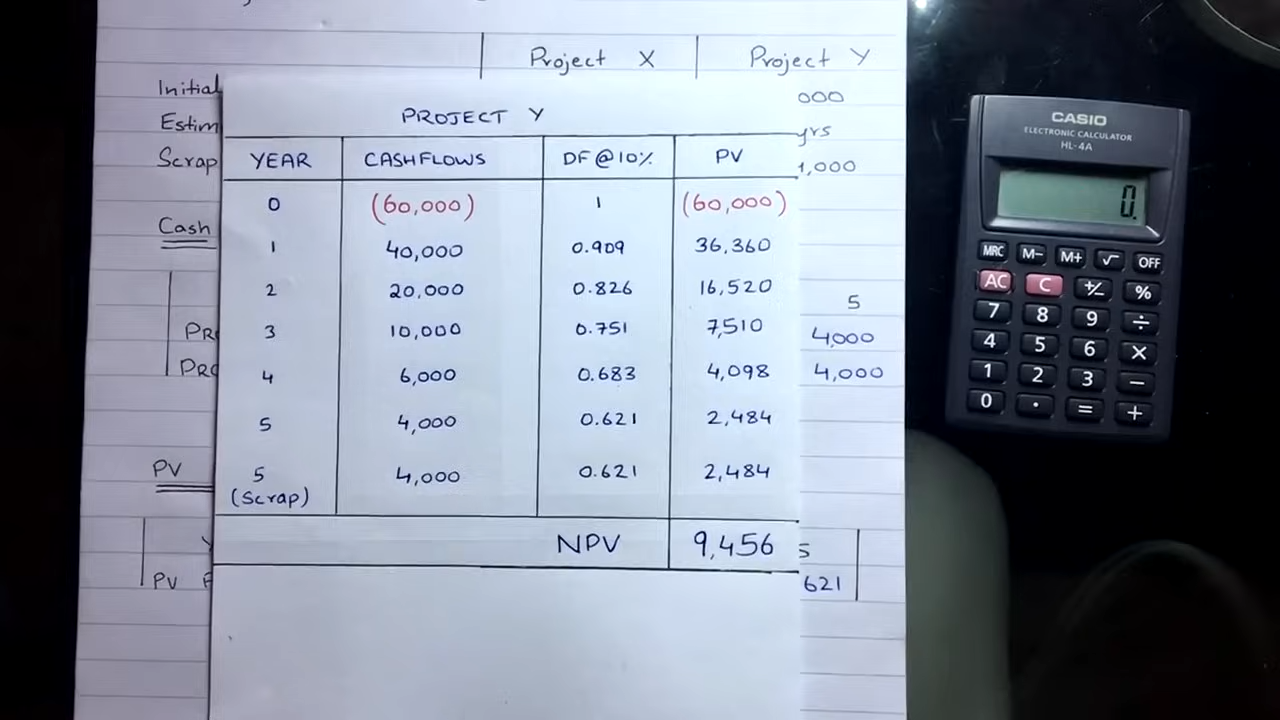 Project X Project Y
Initial 000
Estim yrs
Scrap 1,000
Cash
5
PRO 4,000
PRO 4,000
PV
5
PV 621
PROJECT Y
YEAR CASHFLOWS DF@10% PV
0 (60,000) 1 (60,000)
1 40,000 0.909 36,360
2 20,000 0.826 16,520
3 10,000 0.751 7,510
4 6,000 0.683 4,098
5 4,000 0.621 2,484
5 4,000 0.621 2,484
(Scrap)
NPV 9,456
CASIO
ELECTRONIC CALCULATOR
HL-4A
0.
MRC M− M+ √ OFF
AC C +/− %
7 8 9 ÷
4 5 6 ×
1 2 3 −
0 · = +